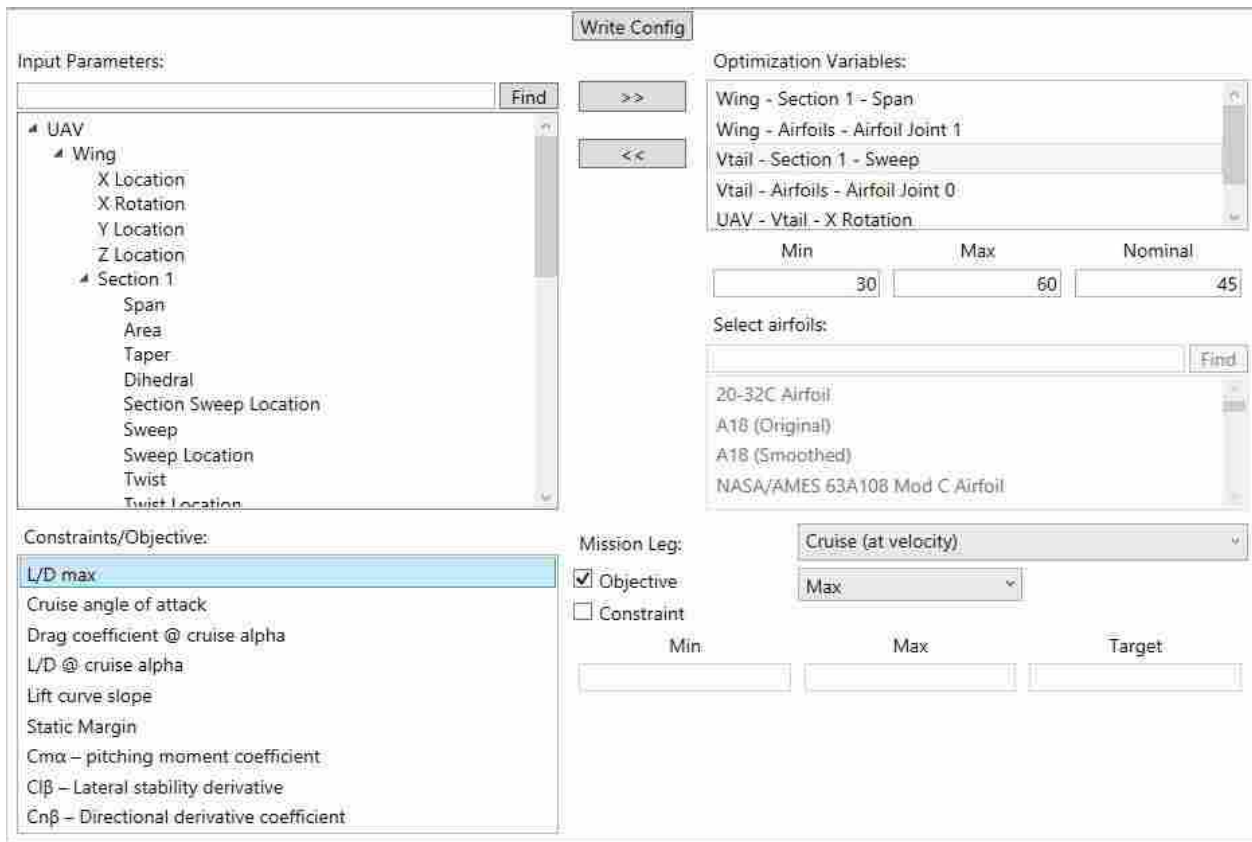 Write Config
Input Parameters:
Find
UAV
Wing
X Location
X Rotation
Y Location
Z Location
Section 1
Span
Area
Taper
Dihedral
Section Sweep Location
Sweep
Sweep Location
Twist
Twist Location
>>
<<
Optimization Variables:
Wing - Section 1 - Span
Wing - Airfoils - Airfoil Joint 1
Vtail - Section 1 - Sweep
Vtail - Airfoils - Airfoil Joint 0
UAV - Vtail - X Rotation
Min Max Nominal
30 60 45
Select airfoils:
Find
20-32C Airfoil
A18 (Original)
A18 (Smoothed)
NASA/AMES 63A108 Mod C Airfoil
Constraints/Objective:
L/D max
Cruise angle of attack
Drag coefficient @ cruise alpha
L/D @ cruise alpha
Lift curve slope
Static Margin
Cmα – pitching moment coefficient
Clβ – Lateral stability derivative
Cnβ – Directional derivative coefficient
Mission Leg: Cruise (at velocity)
Objective Max
Constraint
Min Max Target